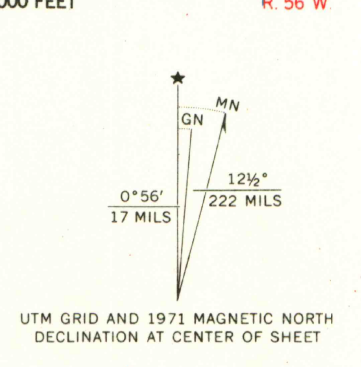 000 FEET
R. 56 W.
★
MN
GN
12½°
222 MILS
0°56′
17 MILS
UTM GRID AND 1971 MAGNETIC NORTH
DECLINATION AT CENTER OF SHEET